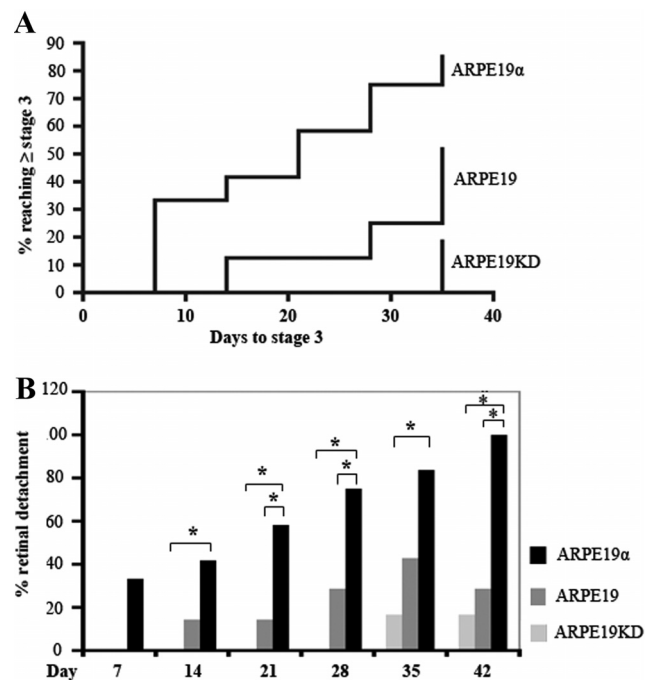 A
% reaching ≥ stage 3
90
80
70
60
50
40
30
20
10
0
ARPE19α
ARPE19
ARPE19KD
0 10 20 30 40
Days to stage 3
B
% retinal detachment
120
00
80
60
40
20
0
* * * * * * * *
Day 7 14 21 28 35 42
ARPE19α
ARPE19
ARPE19KD